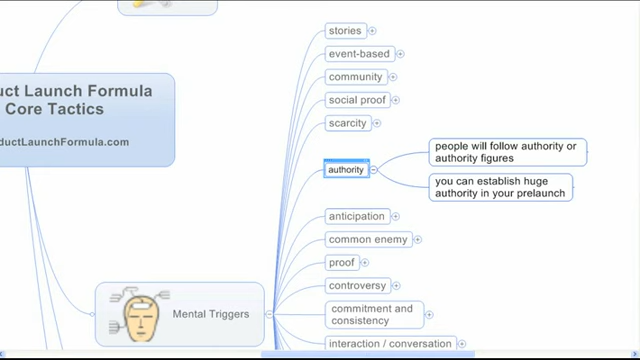 stories
event-based
community
social proof
scarcity
uct Launch Formula
Core Tactics
oductLaunchFormula.com
authority
people will follow authority or
authority figures
you can establish huge
authority in your prelaunch
anticipation
common enemy
proof
controversy
Mental Triggers
commitment and
consistency
interaction / conversation